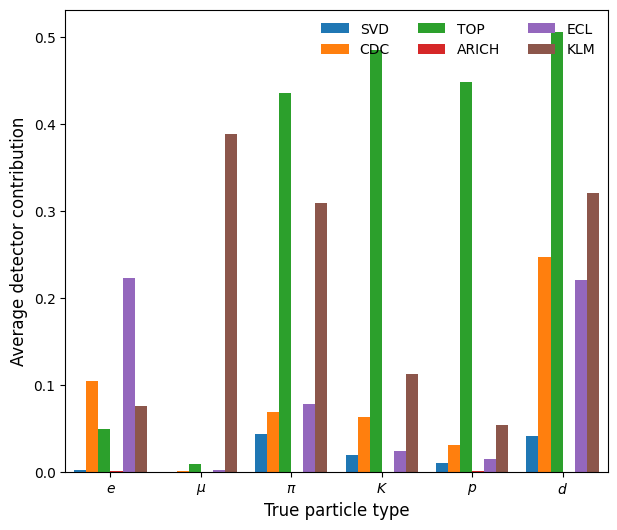 SVD TOP ECL
CDC ARICH KLM
0.5
0.4
0.3
0.2
0.1
0.0
Average detector contribution
e μ π K p d
True particle type